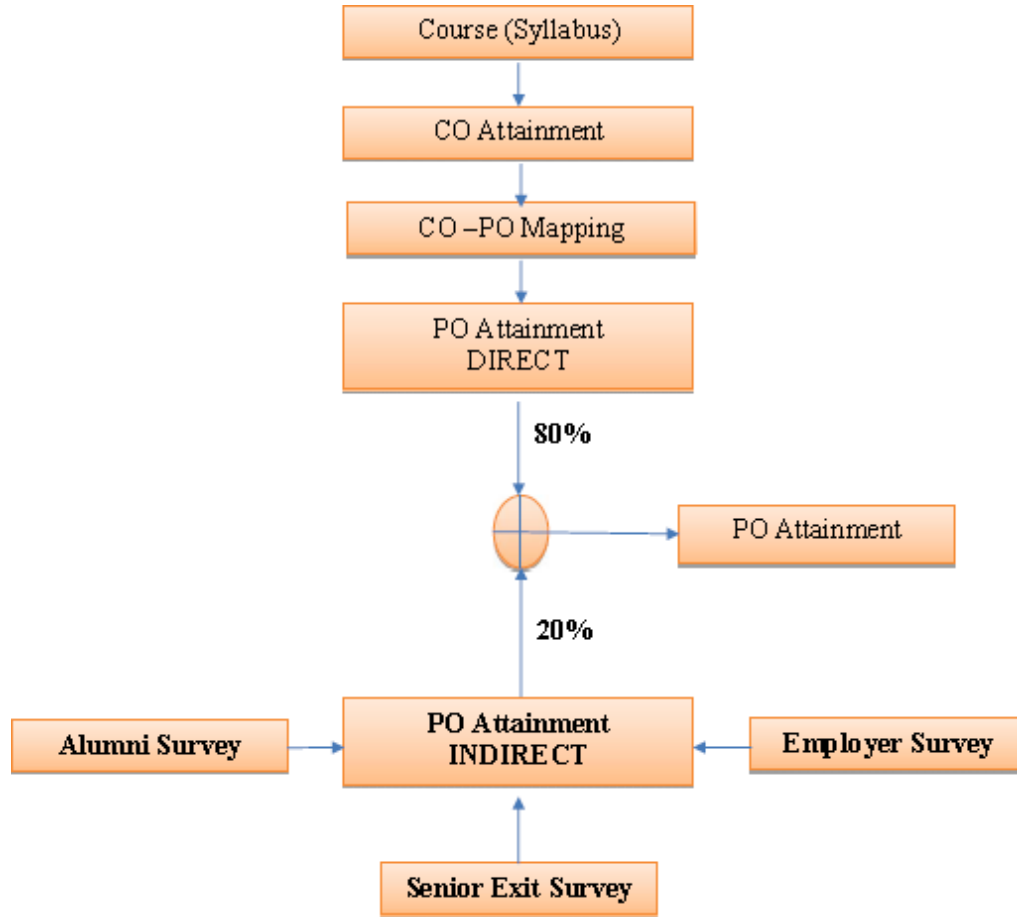 Course (Syllabus)
CO Attainment
CO –PO Mapping
PO Attainment
DIRECT
80%
PO Attainment
20%
PO Attainment
INDIRECT
Alumni Survey
Employer Survey
Senior Exit Survey